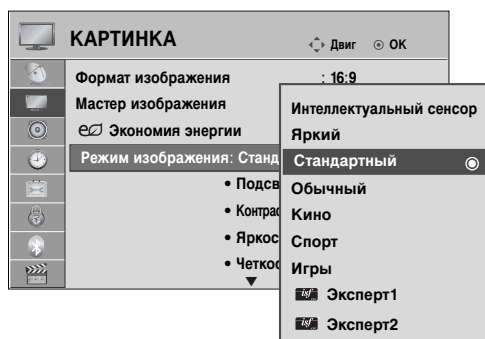 КАРТИНКА
Двиг ОК
Формат изображения : 16:9
Мастер изображения
Экономия энергии
Режим изображения: Станд
• Подсв
• Контрас
• Яркос
• Четкос
Интеллектуальный сенсор
Яркий
Стандартный
Обычный
Кино
Спорт
Игры
isf Эксперт1
isf Эксперт2